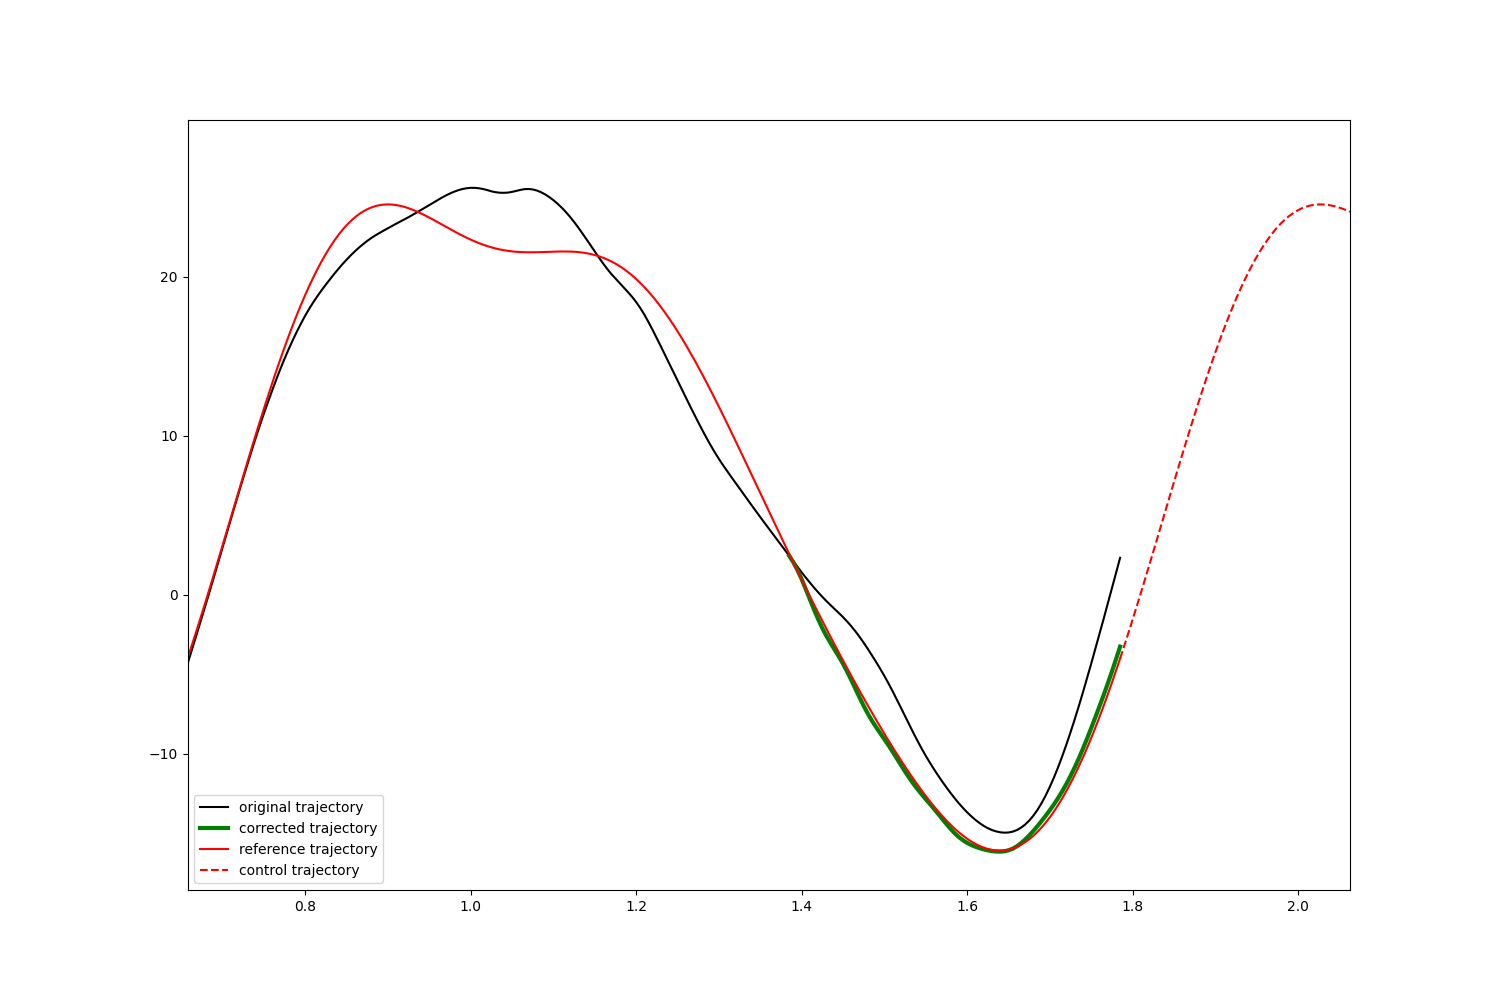 20
10
0
−10
original trajectory
corrected trajectory
reference trajectory
control trajectory
0.8 1.0 1.2 1.4 1.6 1.8 2.0